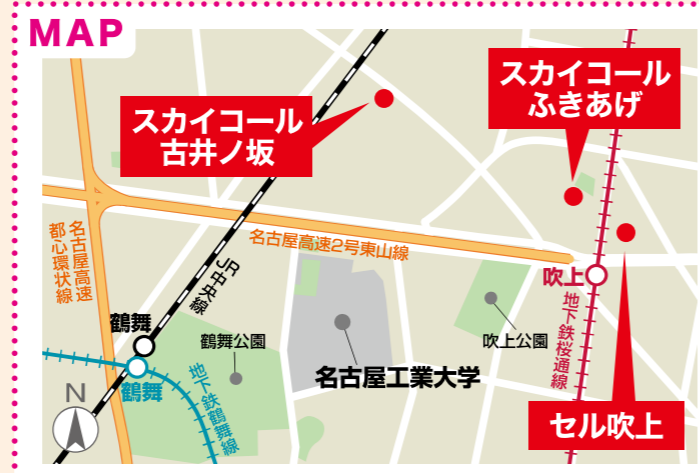 MAP
スカイコール
古井ノ坂
スカイコール
ふきあげ
名古屋高速
都心環状線
名古屋高速2号東山線
JR中央線
吹上
地下鉄桜通線
鶴舞
鶴舞
鶴舞公園
吹上公園
名古屋工業大学
地下鉄鶴舞線
セル吹上
N